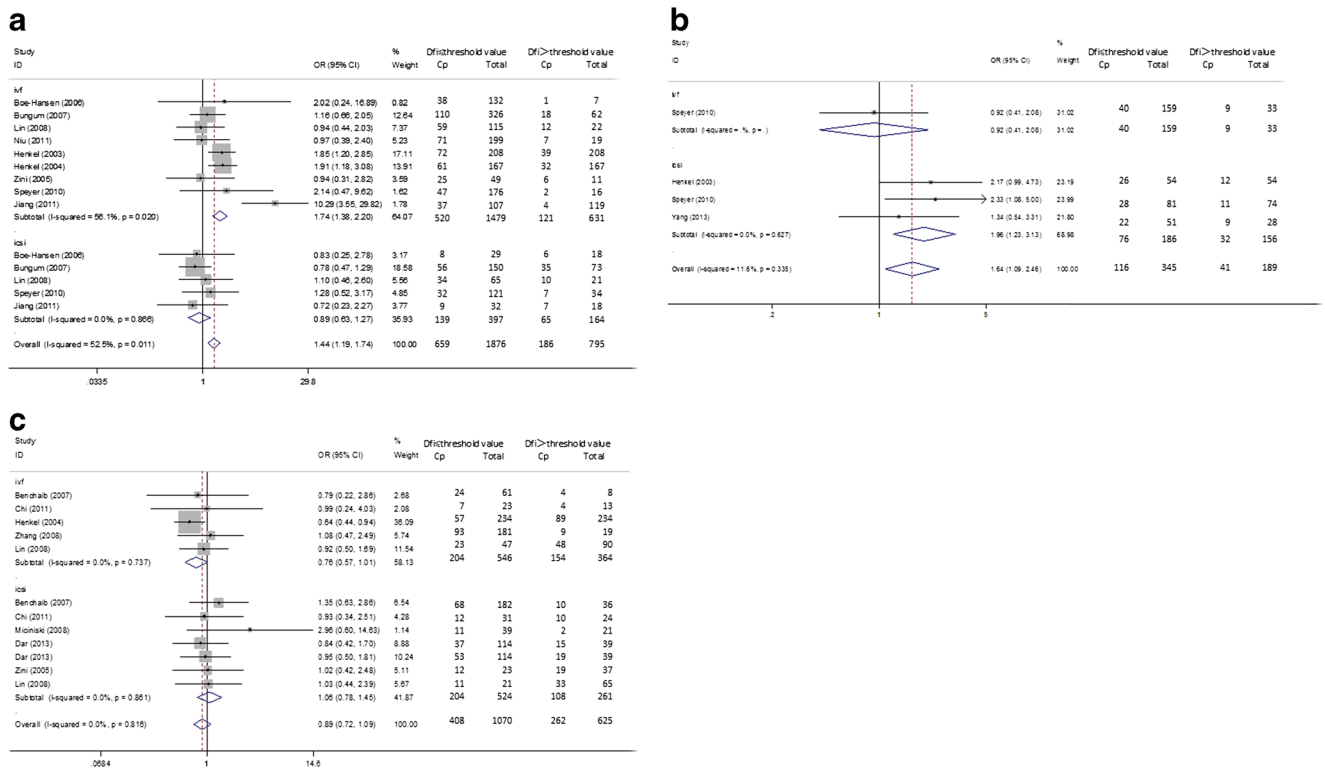 a
Study % Dfi≤threshold value Dfi＞threshold value
ID OR (95% CI) Weight Cp Total Cp Total
ivf
Boe-Hansen (2006) 2.02 (0.24, 16.89) 0.82 38 132 1 7
Bungum (2007) 1.16 (0.66, 2.05) 12.64 110 326 18 62
Lin (2008) 0.94 (0.44, 2.03) 7.37 59 115 12 22
Niu (2011) 0.97 (0.39, 2.40) 5.23 71 199 7 19
Henkel (2003) 1.85 (1.20, 2.85) 17.11 72 208 39 208
Henkel (2004) 1.91 (1.18, 3.08) 13.91 61 167 32 167
Zini (2005) 0.94 (0.31, 2.82) 3.59 25 49 6 11
Speyer (2010) 2.14 (0.47, 9.62) 1.62 47 176 2 16
Jiang (2011) 10.29 (3.55, 29.82) 1.78 37 107 4 119
Subtotal (I-squared = 56.1%, p = 0.020) 1.74 (1.38, 2.20) 64.07 520 1479 121 631
.
icsi
Boe-Hansen (2006) 0.83 (0.25, 2.78) 3.17 8 29 6 18
Bungum (2007) 0.78 (0.47, 1.29) 18.58 56 150 35 73
Lin (2008) 1.10 (0.46, 2.60) 5.56 34 65 10 21
Speyer (2010) 1.28 (0.52, 3.17) 4.85 32 121 7 34
Jiang (2011) 0.72 (0.23, 2.27) 3.77 9 32 7 18
Subtotal (I-squared = 0.0%, p = 0.866) 0.89 (0.63, 1.27) 35.93 139 397 65 164
.
Overall (I-squared = 52.5%, p = 0.011) 1.44 (1.19, 1.74) 100.00 659 1876 186 795
.0335 1 29.8
b
Study % Dfi≤threshold value Dfi＞threshold value
ID OR (95% CI) Weight Cp Total Cp Total
ivf
Speyer (2010) 0.92 (0.41, 2.08) 31.02 40 159 9 33
Subtotal (I-squared = .%, p = .) 0.92 (0.41, 2.08) 31.02 40 159 9 33
.
icsi
Henkel (2003) 2.17 (0.99, 4.73) 23.19 26 54 12 54
Speyer (2010) 2.33 (1.08, 5.00) 23.99 28 81 11 74
Yang (2013) 1.34 (0.54, 3.31) 21.80 22 51 9 28
Subtotal (I-squared = 0.0%, p = 0.627) 1.96 (1.23, 3.13) 68.98 76 186 32 156
.
Overall (I-squared = 11.6%, p = 0.335) 1.64 (1.09, 2.46) 100.00 116 345 41 189
.2 1 5
c
Study % Dfi≤threshold value Dfi＞threshold value
ID OR (95% CI) Weight Cp Total Cp Total
ivf
Benchaib (2007) 0.79 (0.22, 2.86) 2.68 24 61 4 8
Chi (2011) 0.99 (0.24, 4.03) 2.08 7 23 4 13
Henkel (2004) 0.64 (0.44, 0.94) 36.09 57 234 89 234
Zhang (2008) 1.08 (0.47, 2.49) 5.74 93 181 9 19
Lin (2008) 0.92 (0.50, 1.69) 11.54 23 47 48 90
Subtotal (I-squared = 0.0%, p = 0.737) 0.76 (0.57, 1.01) 58.13 204 546 154 364
.
icsi
Benchaib (2007) 1.35 (0.63, 2.86) 6.54 68 182 10 36
Chi (2011) 0.93 (0.34, 2.51) 4.28 12 31 10 24
Miciniski (2008) 2.96 (0.60, 14.63) 1.14 11 39 2 21
Dar (2013) 0.84 (0.42, 1.70) 8.88 37 114 15 39
Dar (2013) 0.95 (0.50, 1.81) 10.24 53 114 19 39
Zini (2005) 1.02 (0.42, 2.48) 5.11 12 23 19 37
Lin (2008) 1.03 (0.44, 2.39) 5.67 11 21 33 65
Subtotal (I-squared = 0.0%, p = 0.861) 1.06 (0.78, 1.45) 41.87 204 524 108 261
.
Overall (I-squared = 0.0%, p = 0.816) 0.89 (0.72, 1.09) 100.00 408 1070 262 625
.0684 1 14.6